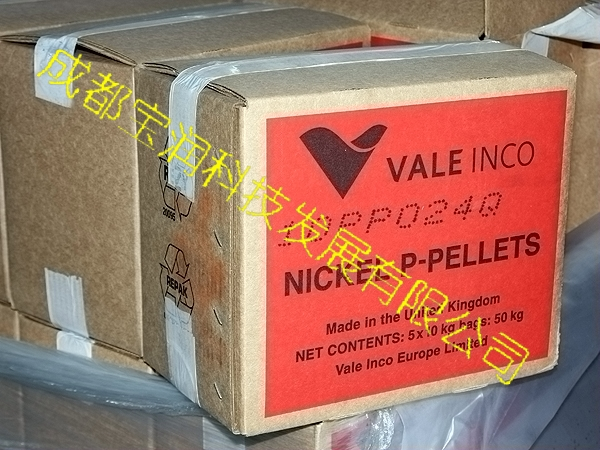 VALE INCO
PP024Q
NICKEL P-PELLETS
Made in the United Kingdom
NET CONTENTS: 5 x 10 kg bags: 50 kg
Vale Inco Europe Limited
REPAK
成都宝润科技发展有限公司